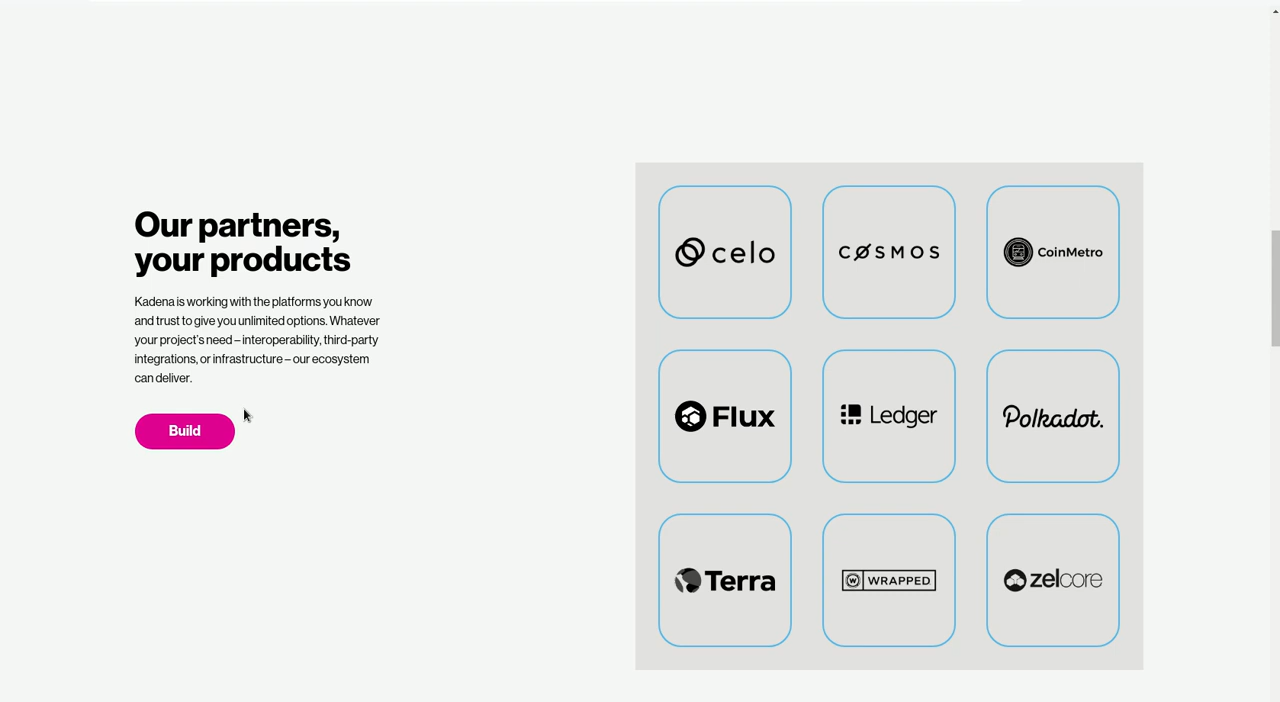 Our partners,
your products
Kadena is working with the platforms you know
and trust to give you unlimited options. Whatever
your project's need – interoperability, third-party
integrations, or infrastructure – our ecosystem
can deliver.
Build
celo
COSMOS
CoinMetro
Flux
Ledger
Polkadot.
Terra
W WRAPPED
zelcore